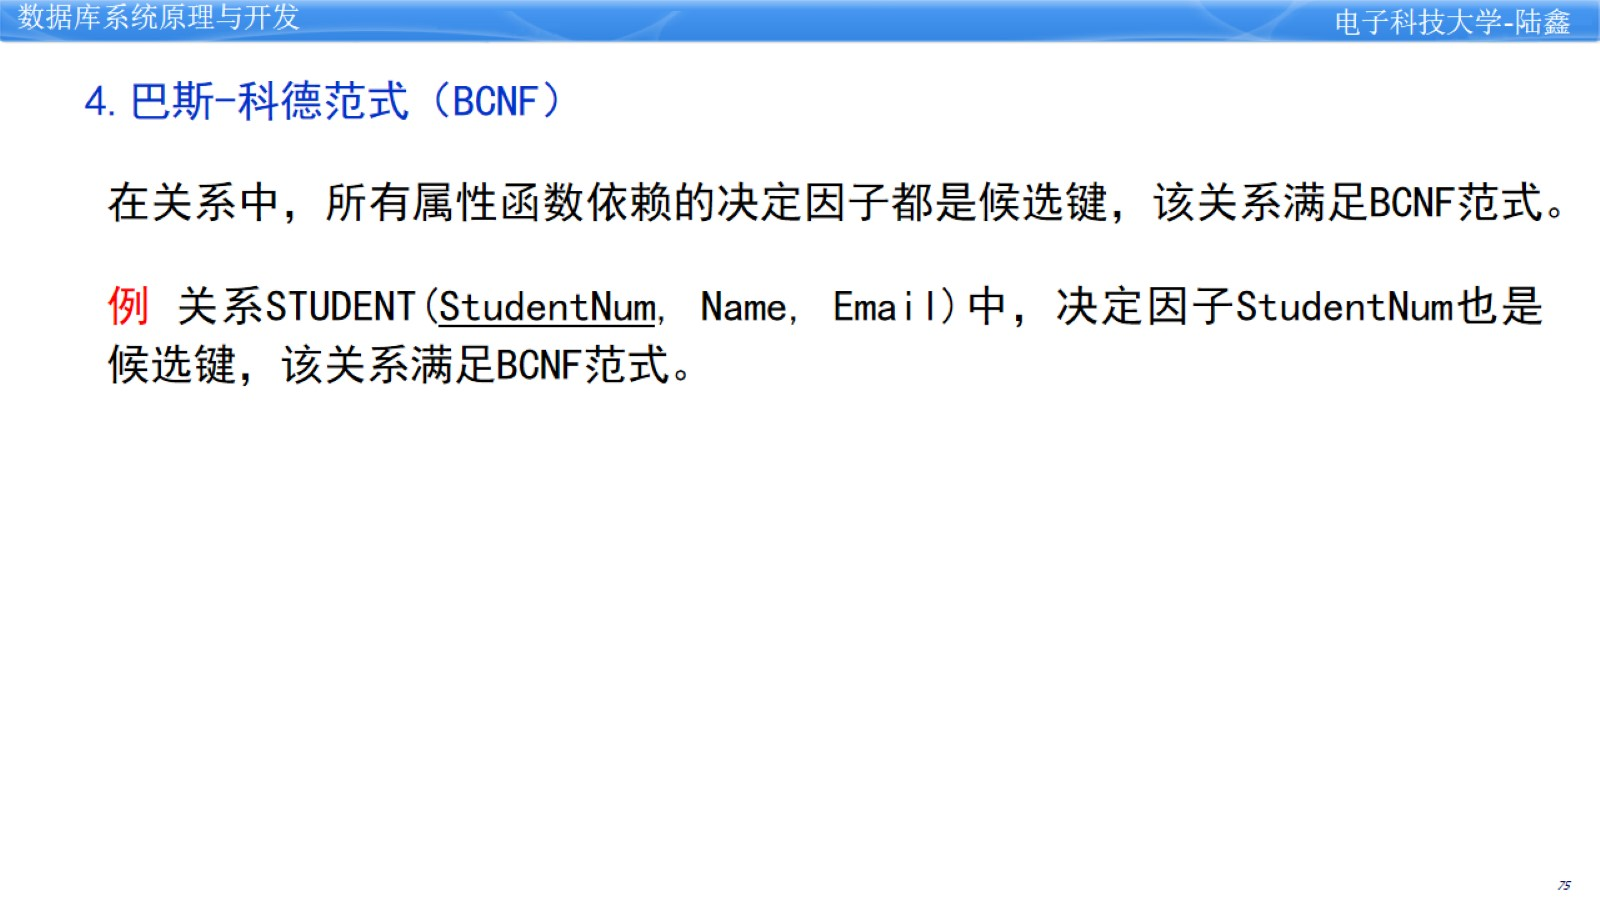 数据库系统原理与开发
电子科技大学-陆鑫
4. 巴斯-科德范式（BCNF）
在关系中，所有属性函数依赖的决定因子都是候选键，该关系满足BCNF范式。
例 关系STUDENT(StudentNum, Name, Email)中，决定因子StudentNum也是
候选键，该关系满足BCNF范式。
75